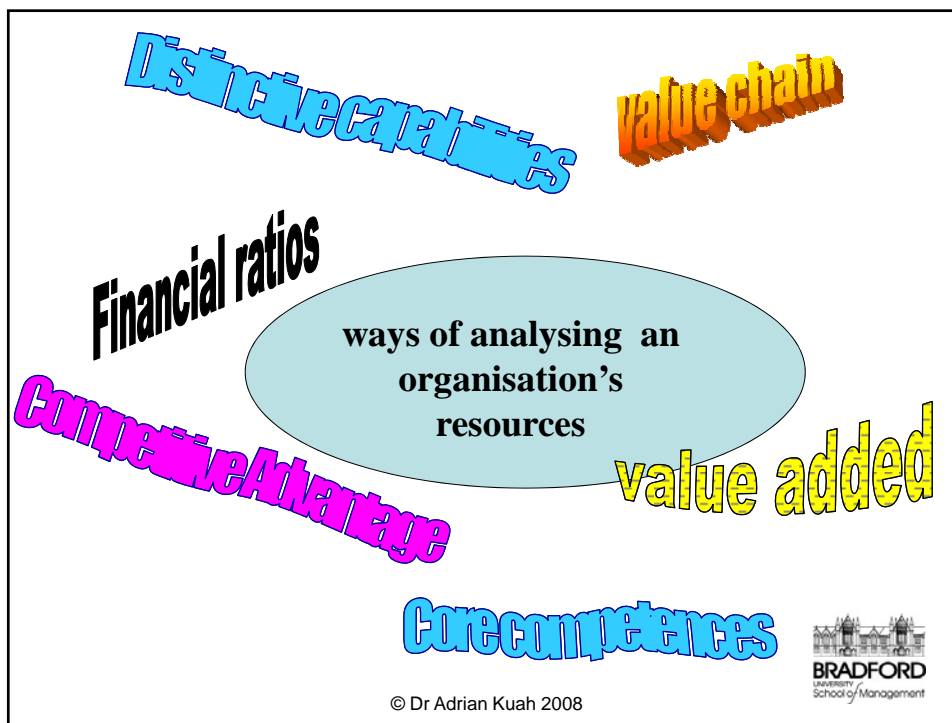 Distinctive capabilities
value chain
Financial ratios
ways of analysing an
organisation’s
resources
Competitive Advantage
value added
Core competences
BRADFORD
UNIVERSITY
School of Management
© Dr Adrian Kuah 2008